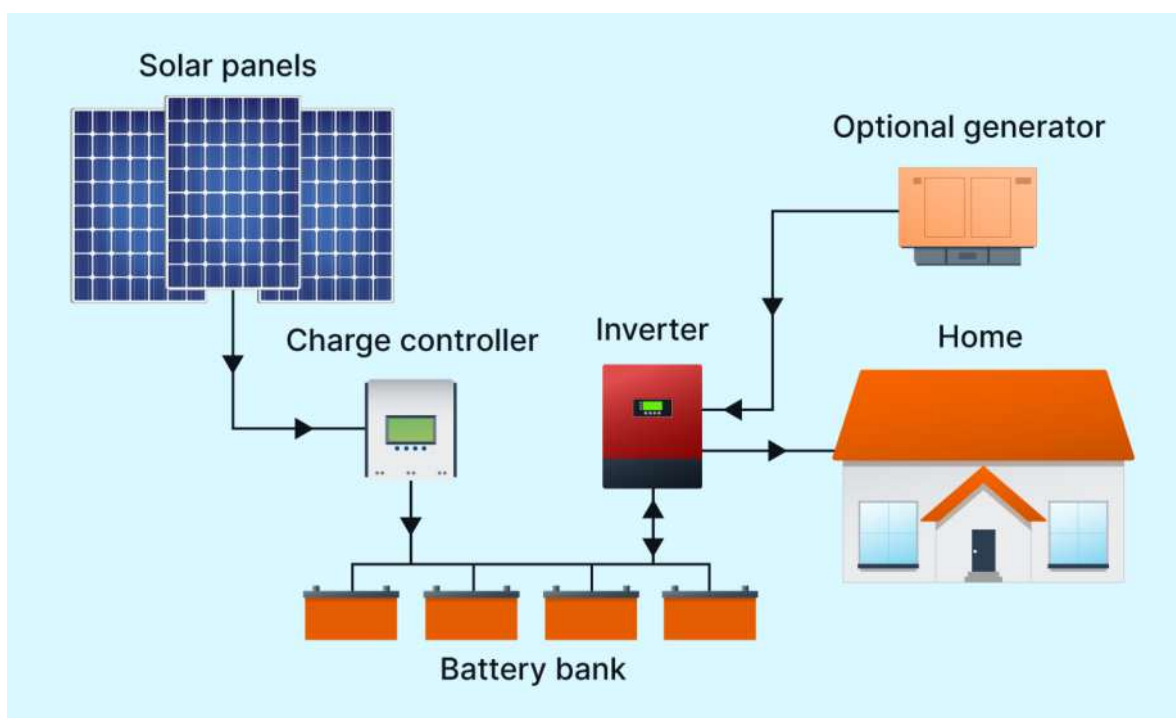 Solar panels
Optional generator
Charge controller
Inverter
Home
Battery bank